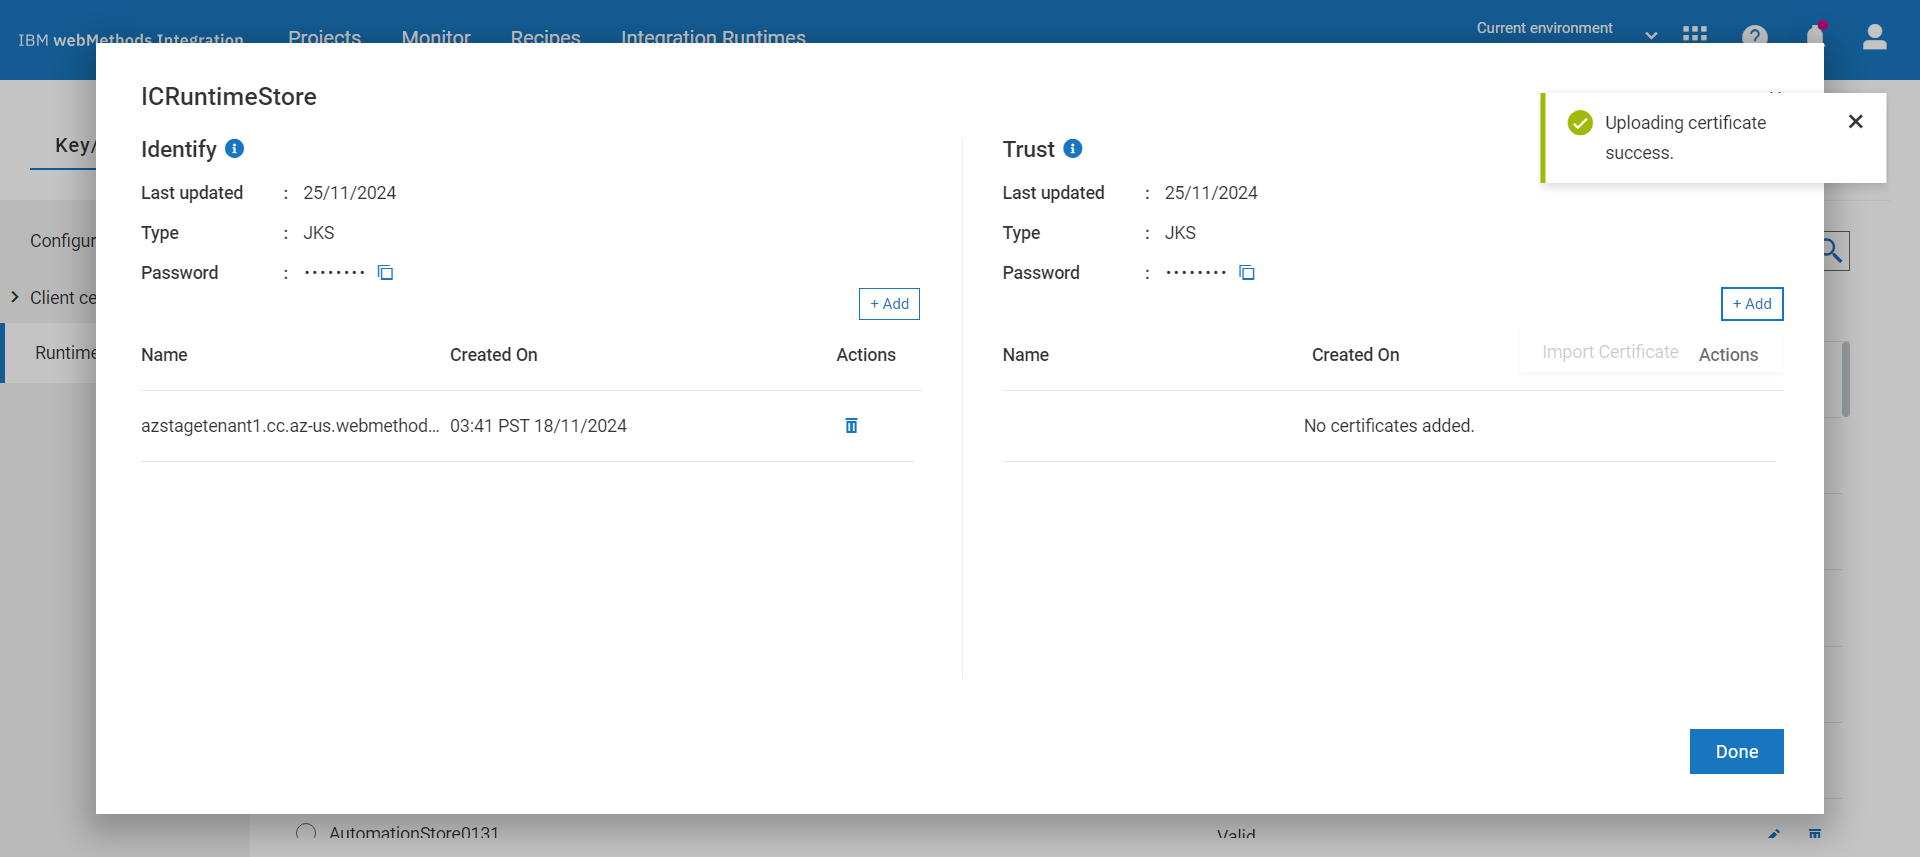 IBM webMethods Integration
Projects
Monitor
Recipes
Integration Runtimes
Current environment
ICRuntimeStore
Uploading certificate
success.
Key/
Identify
Last updated : 25/11/2024
Type : JKS
Password : ••••••••
+ Add
Name Created On Actions
azstagetenant1.cc.az-us.webmethod... 03:41 PST 18/11/2024
Trust
Last updated : 25/11/2024
Type : JKS
Password : ••••••••
+ Add
Import Certificate
Name Created On Actions
No certificates added.
Configur
Client ce
Runtime
Done
AutomationStore0131 Valid